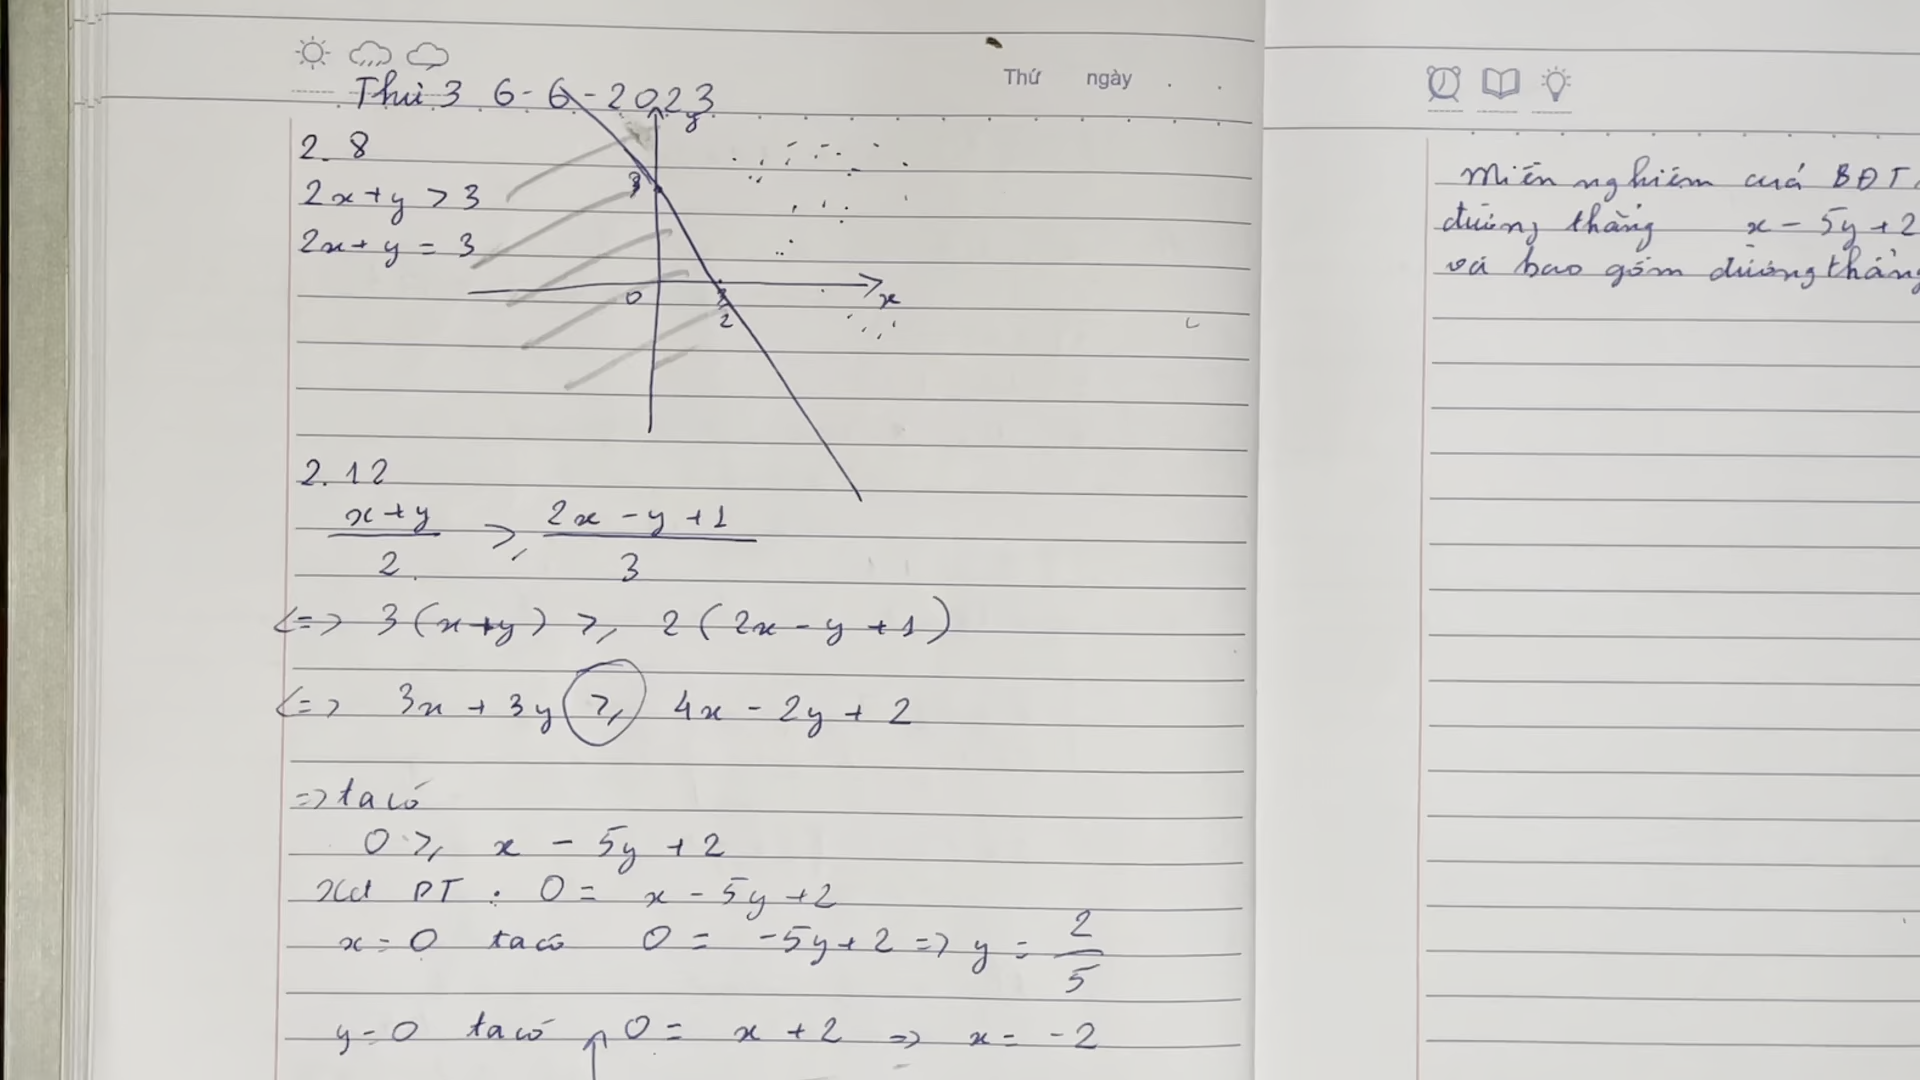 Thứ ngày . .
Thứ 3 6-6-2023
2.8
2x+y > 3
2x+y = 3
y
3
0
3
2
x
2.12
x+y
2
⩾
2x-y+1
3
<=> 3(x+y) ⩾ 2(2x-y+1)
<=> 3x + 3y ⩾ 4x - 2y + 2
=> ta có
0 ⩾ x - 5y + 2
Xét PT : 0 = x - 5y + 2
x = 0 ta có 0 = -5y + 2 => y = 2/5
y = 0 ta có 0 = x + 2 => x = -2
Miền nghiệm của BĐT
đường thẳng x - 5y + 2
và bao gồm đường thẳng